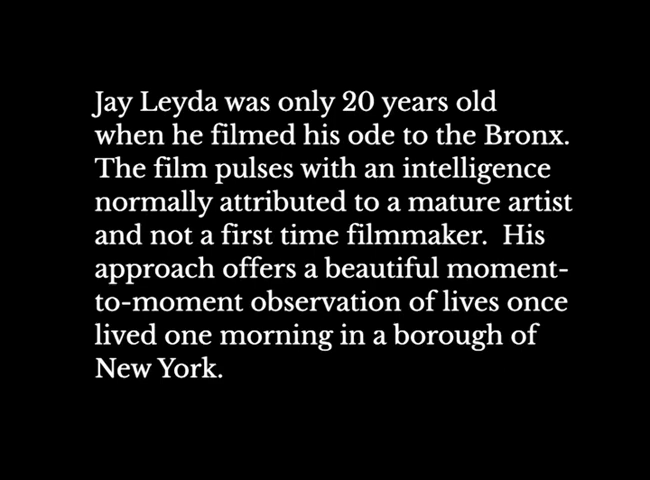 Jay Leyda was only 20 years old
when he filmed his ode to the Bronx.
The film pulses with an intelligence
normally attributed to a mature artist
and not a first time filmmaker.  His
approach offers a beautiful moment-
to-moment observation of lives once
lived one morning in a borough of
New York.